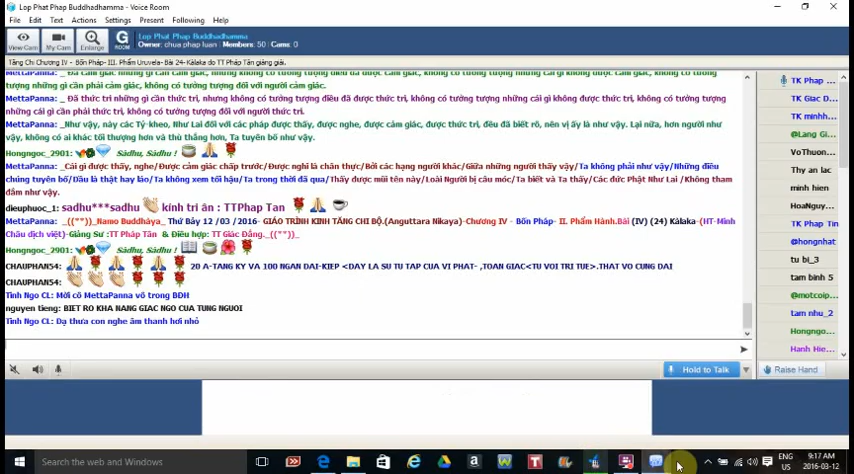 Lop Phat Phap Buddhadhamma - Voice Room
File Edit Text Actions Settings Present Favorites Help
View Cam My Cam Enlarge G ROOM
Lop Phat Phap Buddhadhamma
Owner: chua phap luan | Members: 50 | Cams: 0
Tăng Chi Chương IV - Bốn Pháp- III. Phẩm Uruvela- Bài 24-Kàlaka do TT Pháp Tân giảng giải.
tượng những gì cần phải cảm giác, không có tưởng tượng đối với người cảm giác.
MettaPanna: _ Đã thức tri những gì cần thức tri, nhưng không có tưởng tượng điều đã được thức tri, không có tưởng tượng những cái gì không được thức tri, không có tưởng tượng
những cái gì cần phải thức tri, không có tưởng tượng đối với người thức tri.
MettaPanna: _Như vậy, này các Tỷ-kheo, Như Lai đối với các pháp được thấy, được nghe, được cảm giác, được thức tri, đều đã biết rõ, nên vị ấy là như vậy. Lại nữa, hơn người như
vậy, không có ai khác tối thượng hơn và thù thắng hơn, Ta tuyên bố như vậy.
Hongngoc_2901: Sādhu, Sādhu !
MettaPanna: _Cái gì được thấy, nghe/Được cảm giác chấp trước/Được nghĩ là chân thực/Bởi các hạng người khác/Giữa những người thấy vậy/Ta không phải như vậy/Những điều
chúng tuyên bố/Dầu là thật hay láo/Ta không xem tối hậu/Ta trong thời đã qua/Thấy được mũi tên này/Loài Người bị câu móc/Ta biết và Ta thấy/Các đức Phật Như Lai /Không tham
đắm như vậy.
dieuphuoc_1: sadhu***sadhu kính tri ân : TTPhap Tan
MettaPanna: _((**))_Namo Buddhàya_ Thứ Bảy 12 /03 /2016- GIÁO TRÌNH KINH TĂNG CHI BỘ.(Anguttara Nikaya)-Chương IV - Bốn Pháp- II. Phẩm Hành.Bài (IV) (24) Kàlaka-(HT-Minh
Châu dịch việt)-Giảng Sư :TT Pháp Tân & Điều hợp: TT Giác Đẳng._((**))_
Hongngoc_2901: Sādhu, Sādhu !
CHAUPHAN54: 20 A-TANG KY VA 100 NGAN DAI-KIEP <DAY LA SU TU TAP CUA VI PHAT- ,TOAN GIAC<TU VOI TRI TUE>.THAT VO CUNG DAI
CHAUPHAN54:
Tinh Ngo CL: Mời cô MettaPanna vô trong BĐH
nguyen tieng: BIET RO KHA NANG GIAC NGO CUA TUNG NGUOI
Tinh Ngo CL: Dạ thưa con nghe âm thanh hơi nhỏ
TK Phap ...
TK Giac D...
TK minhh...
@Lang Gi...
VoThuon...
Thy an lac
minh hien
HoaNguy...
TK Phap Tin
@hongnhat
tu bi_3
tam binh 5
@motcoip...
tam nhu_2
Hongngo...
Hanh Hie...
Hold to Talk
Raise Hand
Search the web and Windows
ENG 9:17 AM
US 2016-03-12